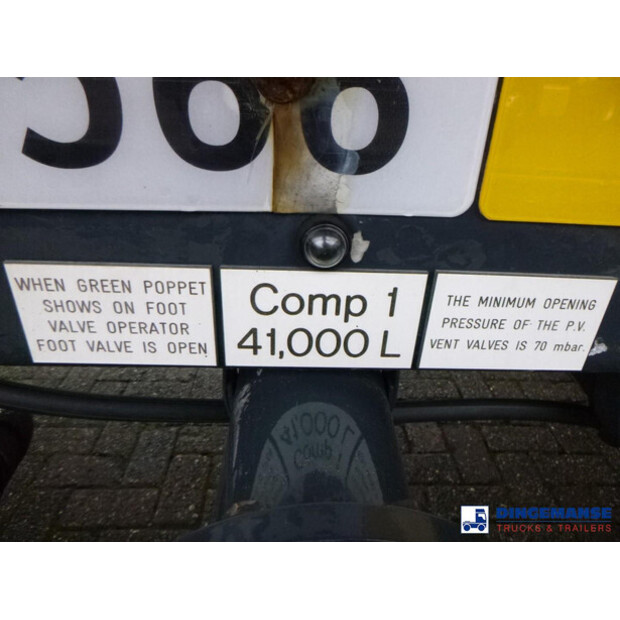 WHEN GREEN POPPET
SHOWS ON FOOT
VALVE OPERATOR
FOOT VALVE IS OPEN
Comp 1
41,000 L
THE MINIMUM OPENING
PRESSURE OF THE P.V.
VENT VALVES IS 70 mbar.
DINGEMANSE
TRUCKS & TRAILERS